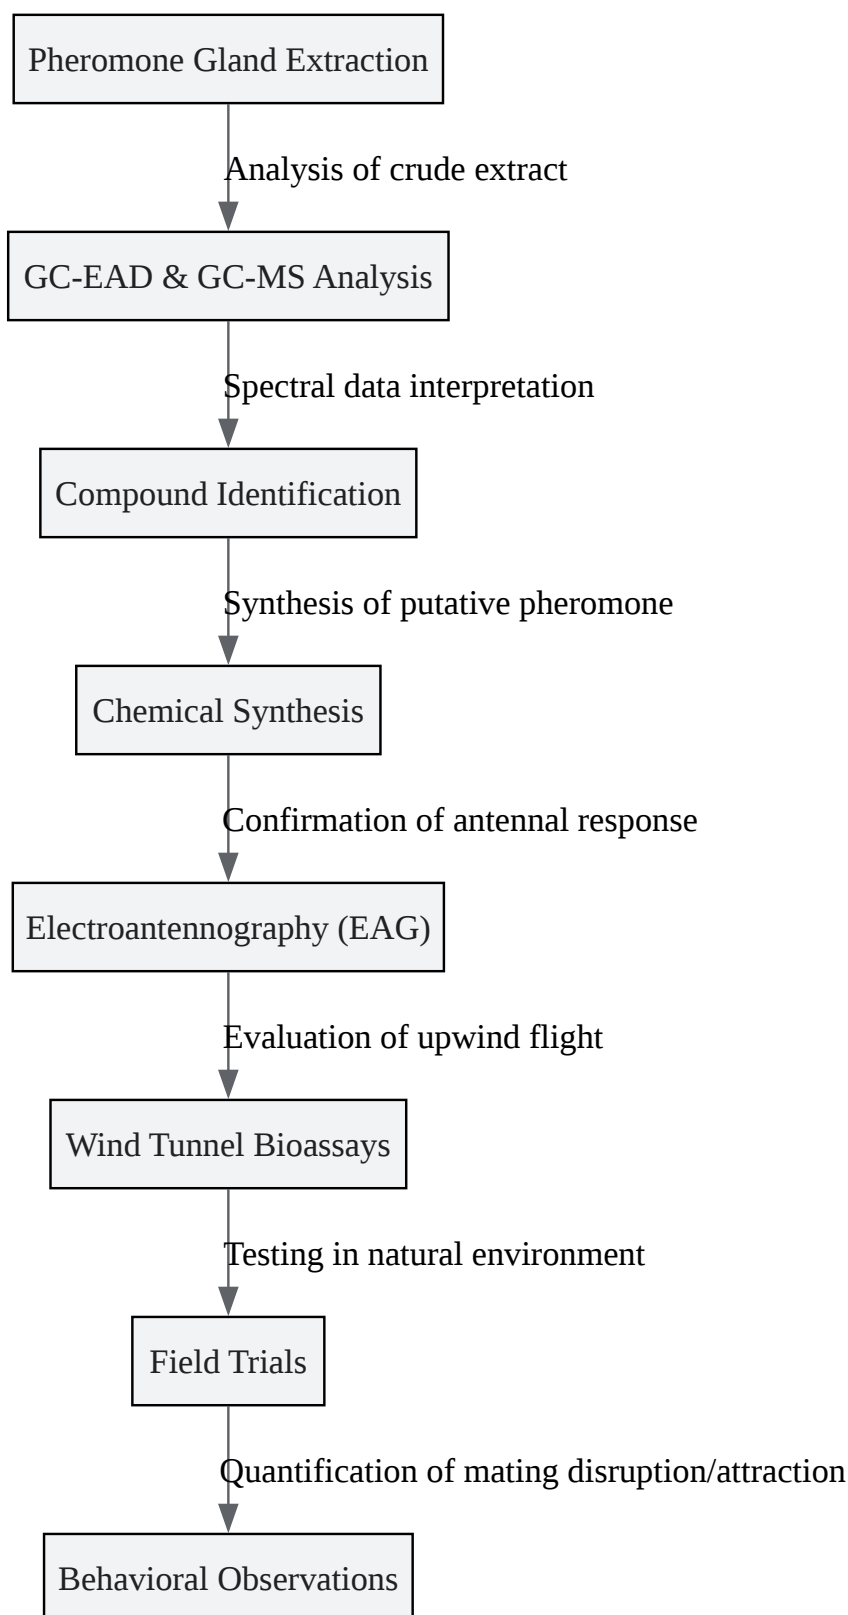 Pheromone Gland Extraction
Analysis of crude extract
GC-EAD & GC-MS Analysis
Spectral data interpretation
Compound Identification
Synthesis of putative pheromone
Chemical Synthesis
Confirmation of antennal response
Electroantennography (EAG)
Evaluation of upwind flight
Wind Tunnel Bioassays
Testing in natural environment
Field Trials
Quantification of mating disruption/attraction
Behavioral Observations